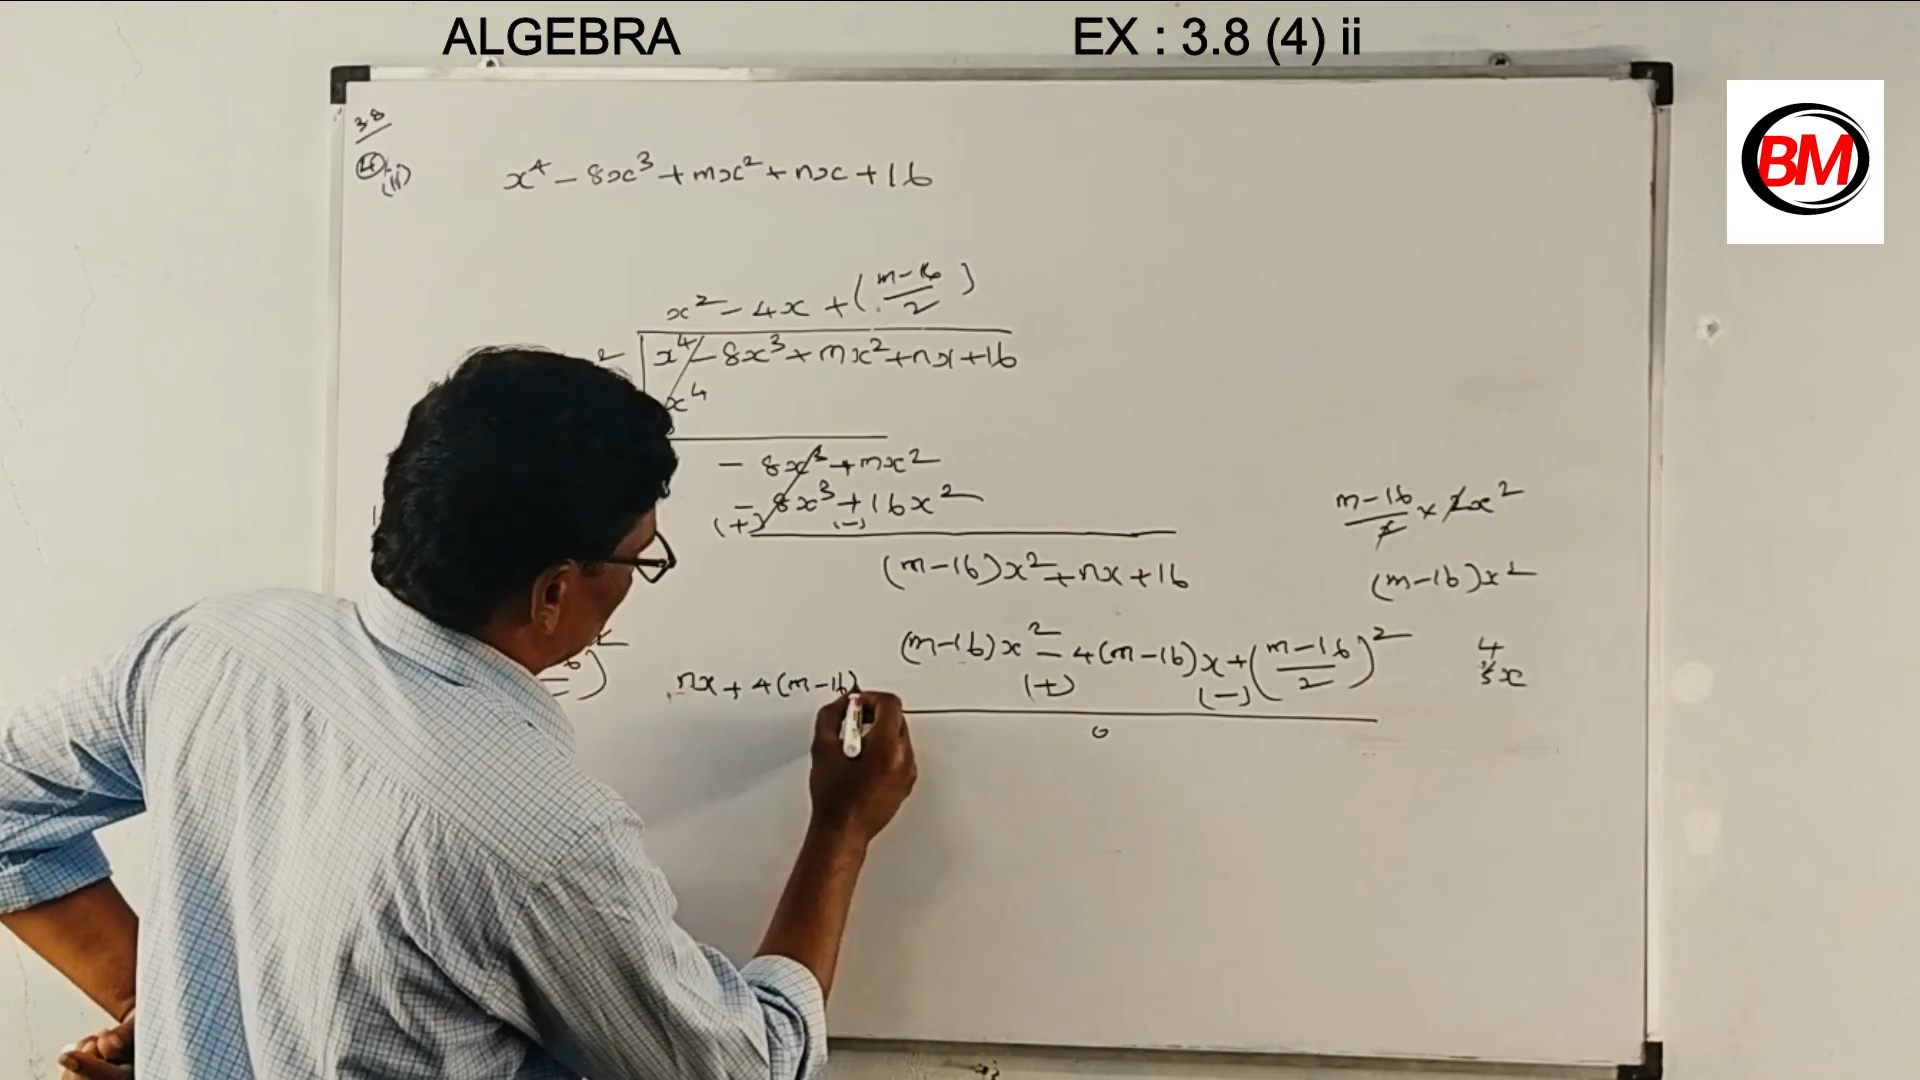 ALGEBRA EX : 3.8 (4) ii
BM
3.8
(4) (ii)
x⁴ - 8x³ + mx² + nx + 16
x² - 4x + (m-16/2)
x⁴ - 8x³ + mx² + nx + 16
x⁴
- 8x³ + mx²
- 8x³ + 16x²
(+) (-)
(m-16)x² + nx + 16
(m-16)x² - 4(m-16)x + (m-16/2)²
(+) (-)
nx + 4(m-16)
0
m-16/2 × 2x²
(m-16)x²
4